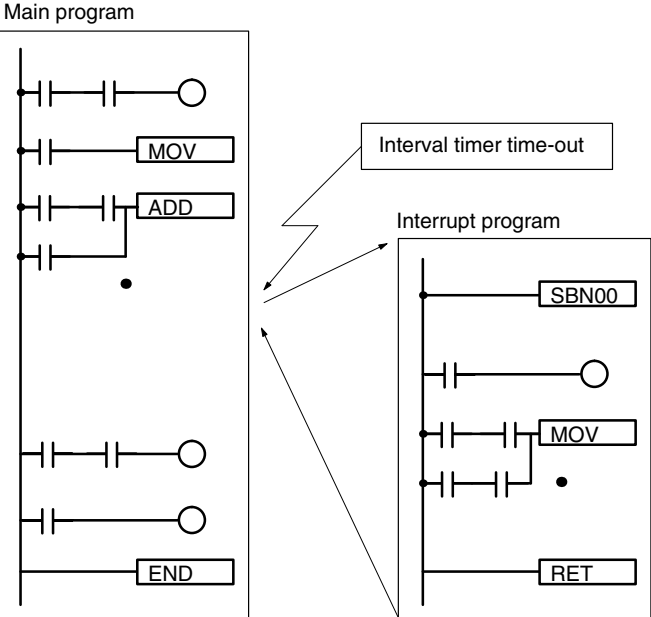 Main program
MOV
ADD
END
Interval timer time-out
Interrupt program
SBN00
MOV
RET